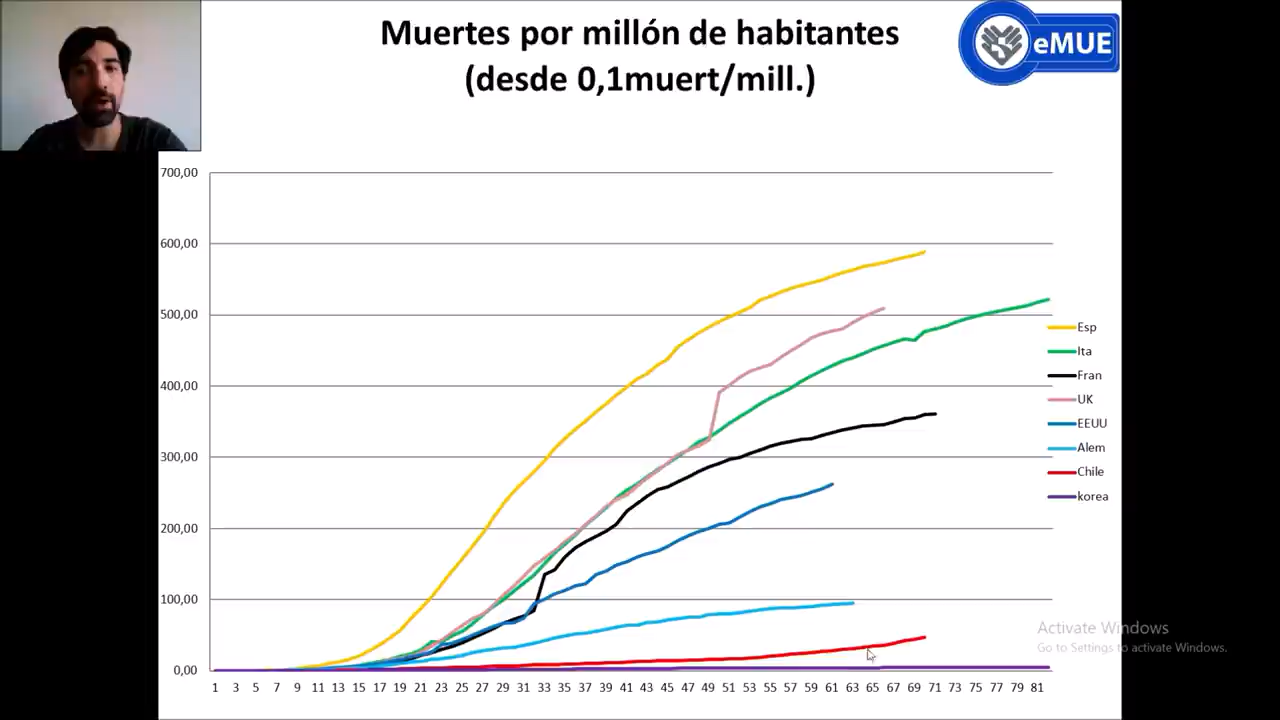 Muertes por millón de habitantes
(desde 0,1muert/mill.)
eMUE
700,00
600,00
500,00
400,00
300,00
200,00
100,00
0,00
1 3 5 7 9 11 13 15 17 19 21 23 25 27 29 31 33 35 37 39 41 43 45 47 49 51 53 55 57 59 61 63 65 67 69 71 73 75 77 79 81
Esp
Ita
Fran
UK
EEUU
Alem
Chile
korea
Activate Windows
Go to Settings to activate Windows.